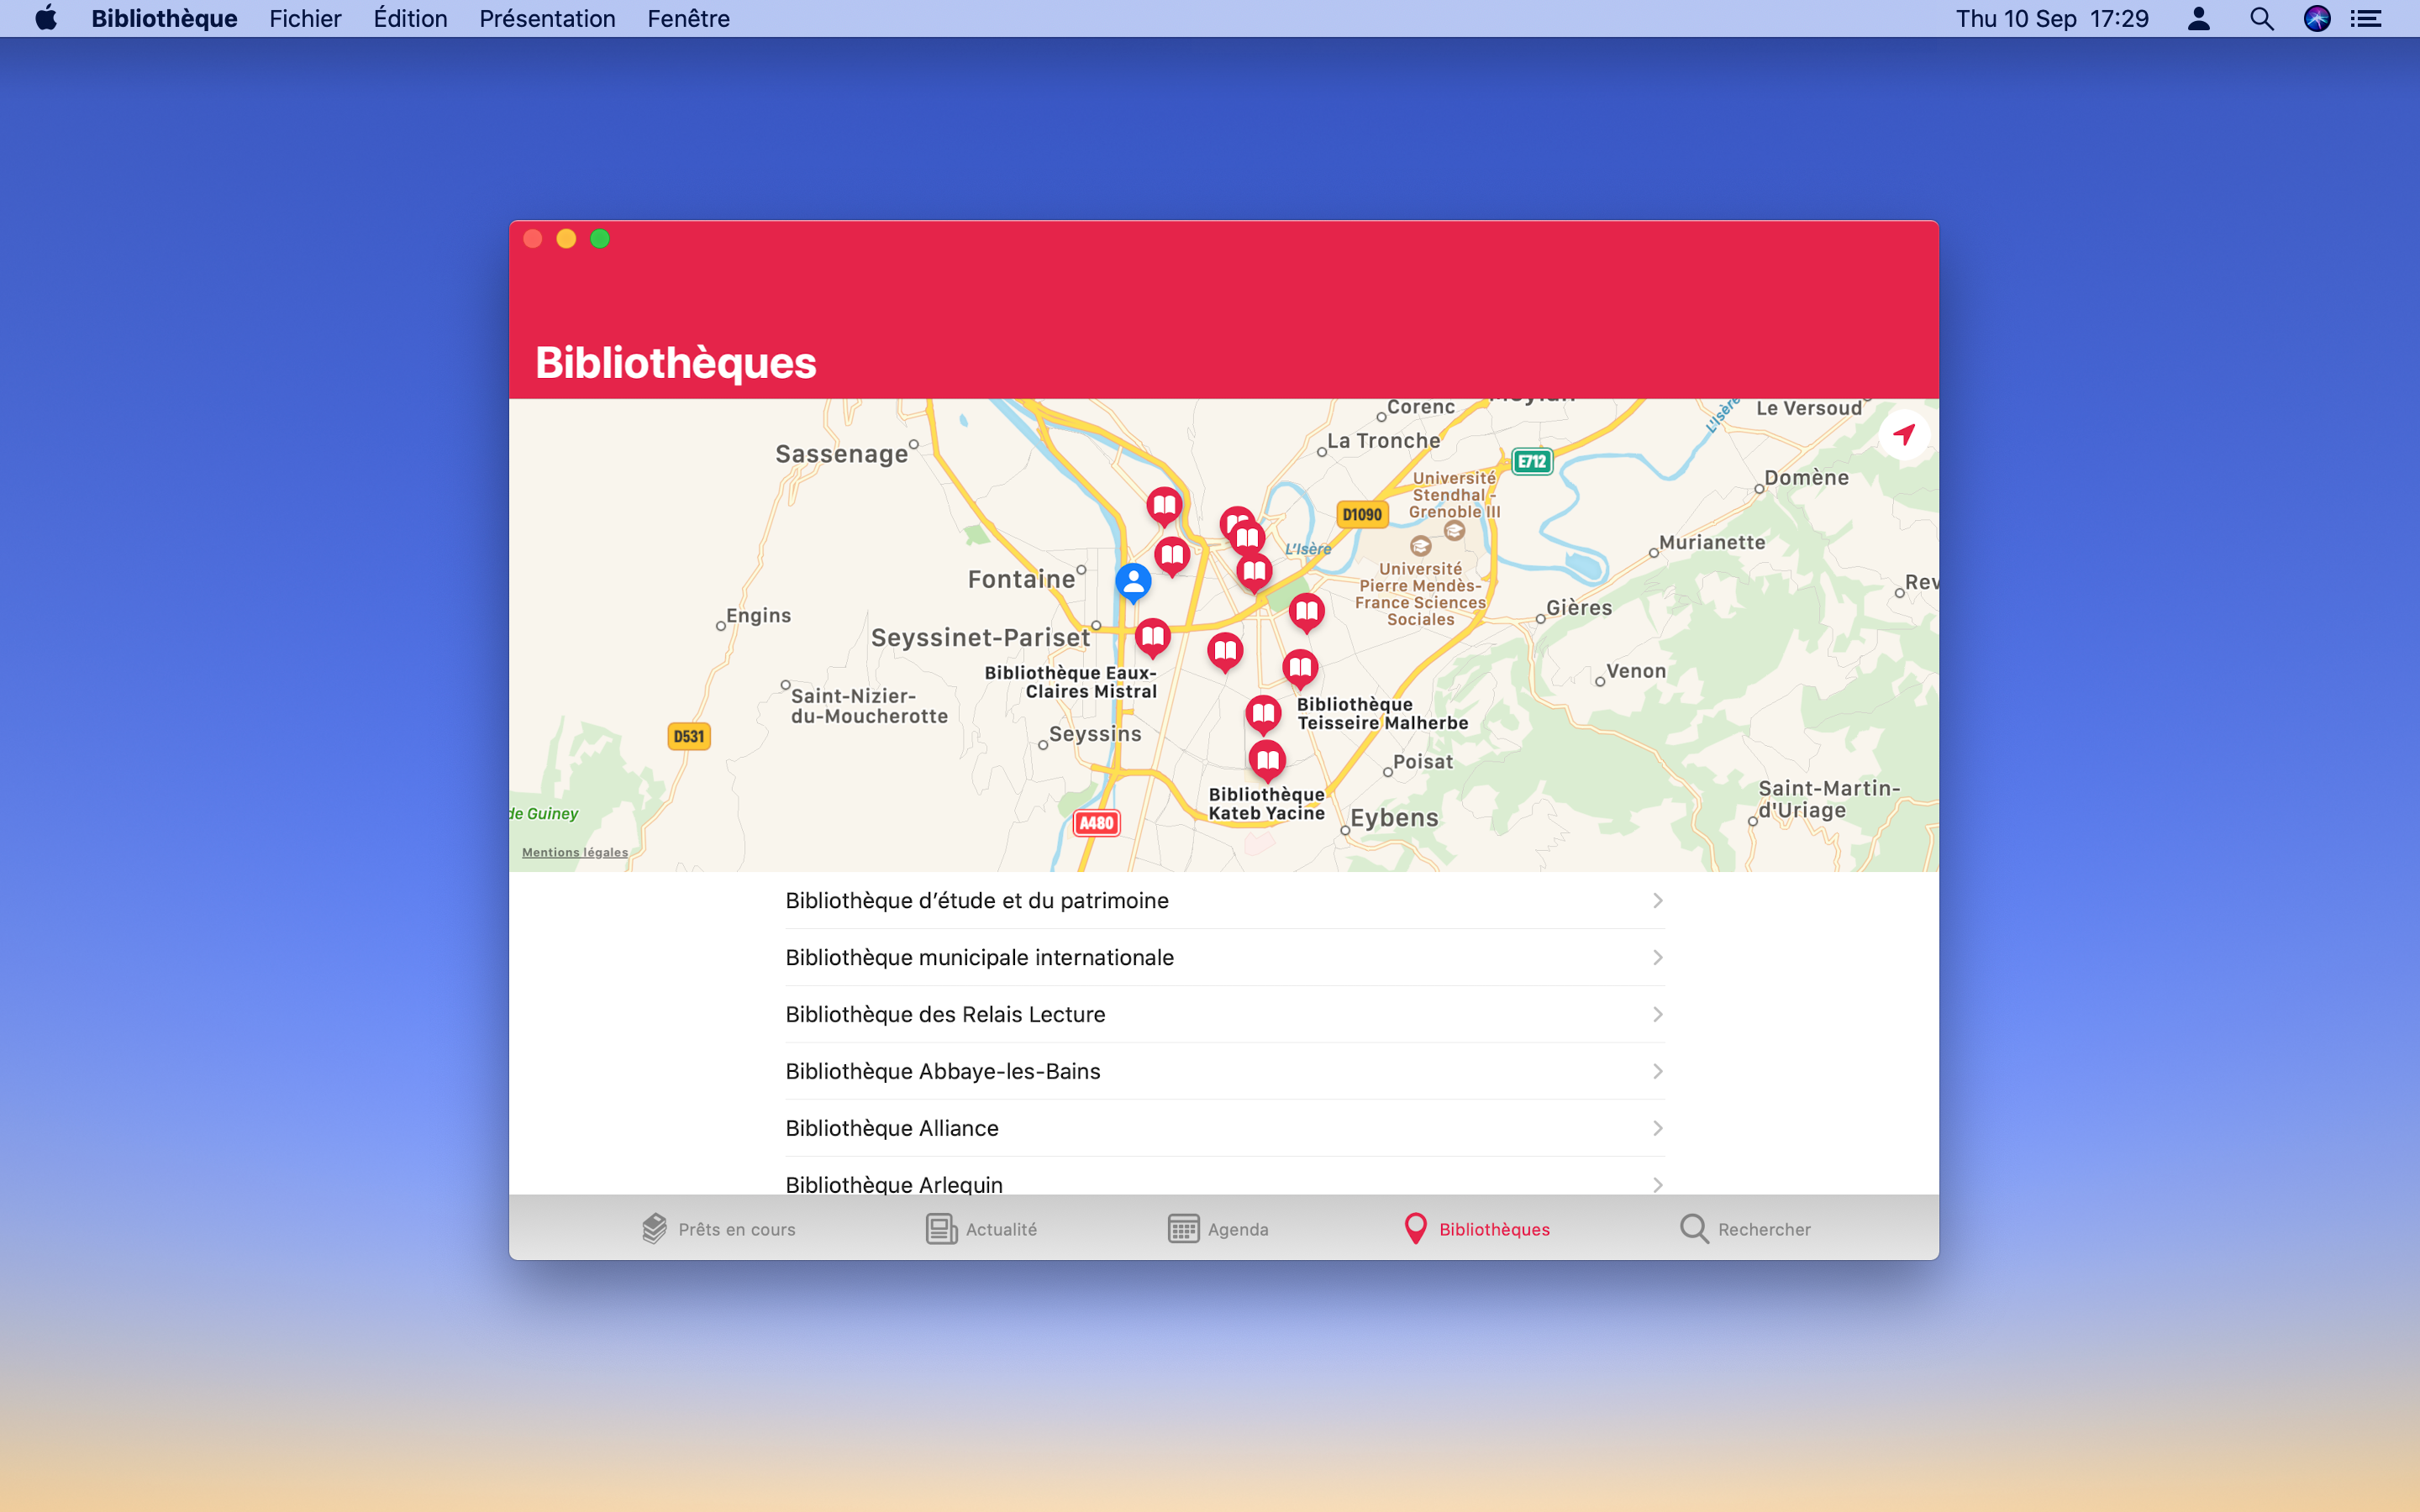 Bibliothèque Fichier Édition Présentation Fenêtre Thu 10 Sep 17:29
Bibliothèques
Corenc
Le Versoud
L'Isère
La Tronche
Sassenage
E712
Domène
Université
Stendhal -
Grenoble III
D1090
Murianette
L'Isère
Fontaine
Université
Pierre Mendès-
France Sciences
Sociales
Rev
Gières
Engins
Seyssinet-Pariset
Venon
Bibliothèque Eaux-
Claires Mistral
Saint-Nizier-
du-Moucherotte
Bibliothèque
Teisseire Malherbe
D531
Seyssins
Poisat
Saint-Martin-
d'Uriage
Bibliothèque
Kateb Yacine
de Guiney
A480
Eybens
Mentions légales
Bibliothèque d’étude et du patrimoine
Bibliothèque municipale internationale
Bibliothèque des Relais Lecture
Bibliothèque Abbaye-les-Bains
Bibliothèque Alliance
Bibliothèque Arlequin
Prêts en cours Actualité Agenda Bibliothèques Rechercher